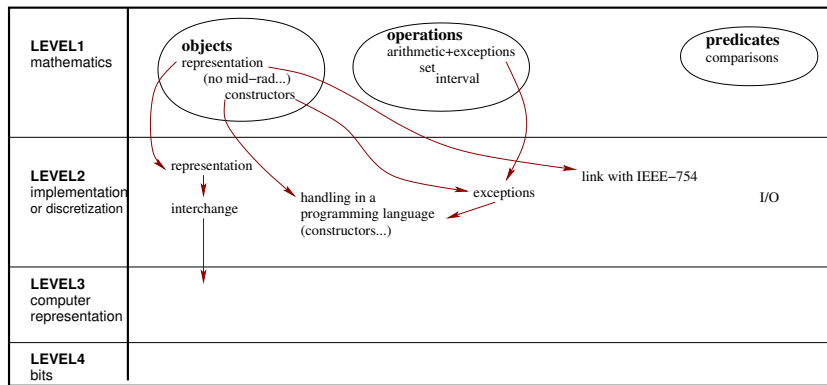 LEVEL1
mathematics
objects
representation
(no mid−rad...)
constructors
operations
arithmetic+exceptions
set
interval
predicates
comparisons
LEVEL2
implementation
or discretization
representation
interchange
handling in a
programming language
(constructors...)
exceptions
link with IEEE−754
I/O
LEVEL3
computer
representation
LEVEL4
bits